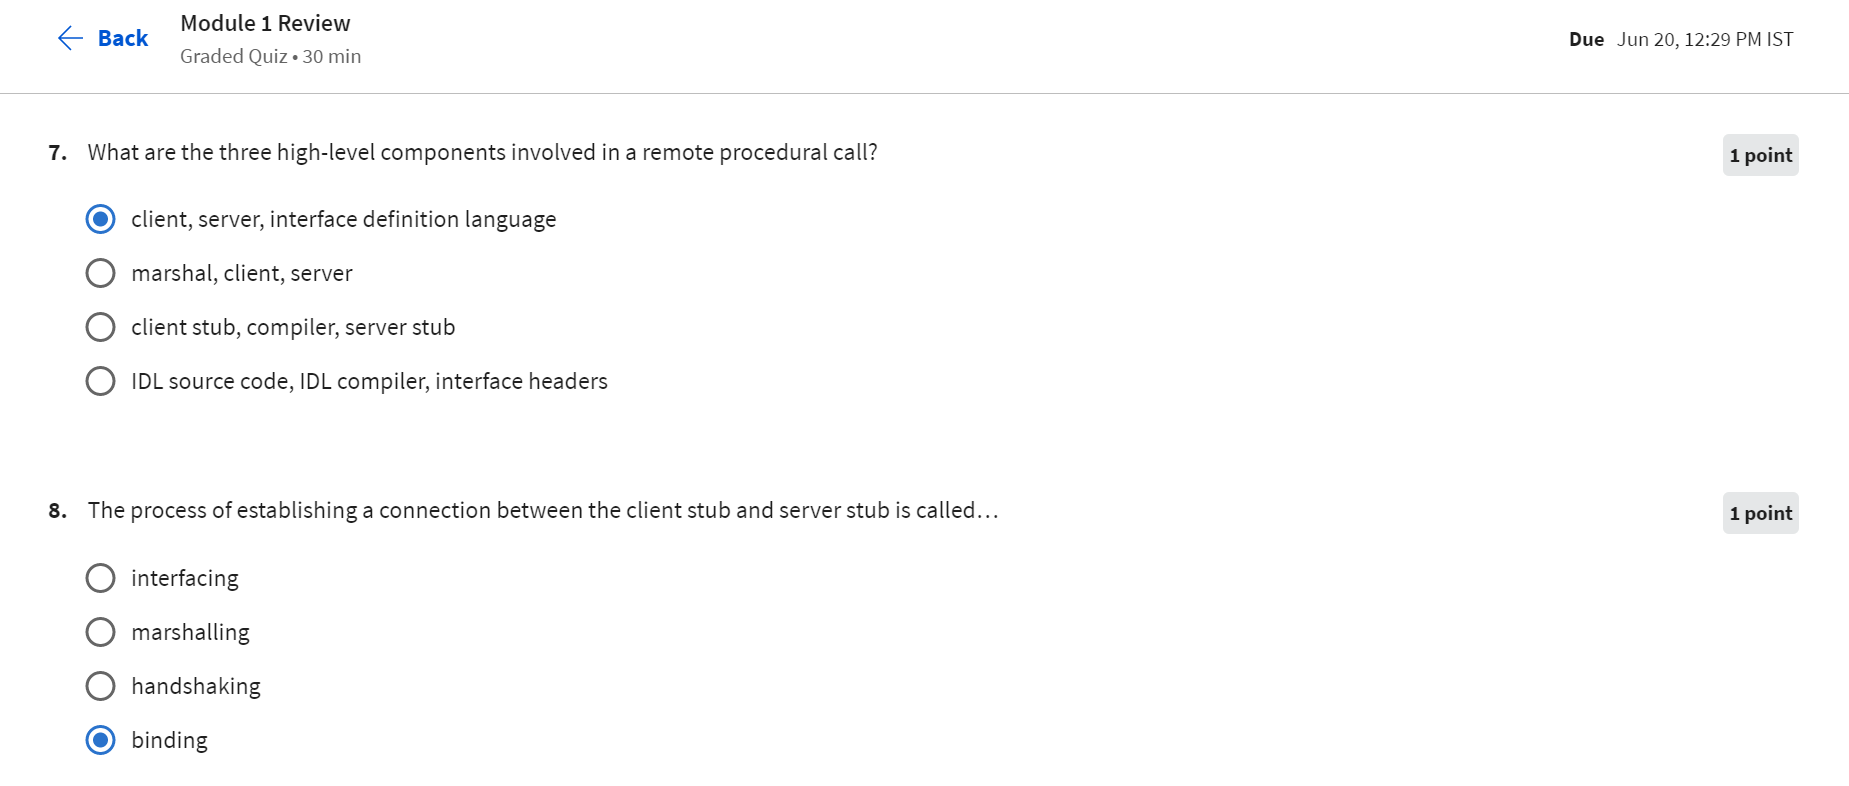 Back
Module 1 Review
Graded Quiz • 30 min
Due Jun 20, 12:29 PM IST
7. What are the three high-level components involved in a remote procedural call?
1 point
client, server, interface definition language
marshal, client, server
client stub, compiler, server stub
IDL source code, IDL compiler, interface headers
8. The process of establishing a connection between the client stub and server stub is called…
1 point
interfacing
marshalling
handshaking
binding